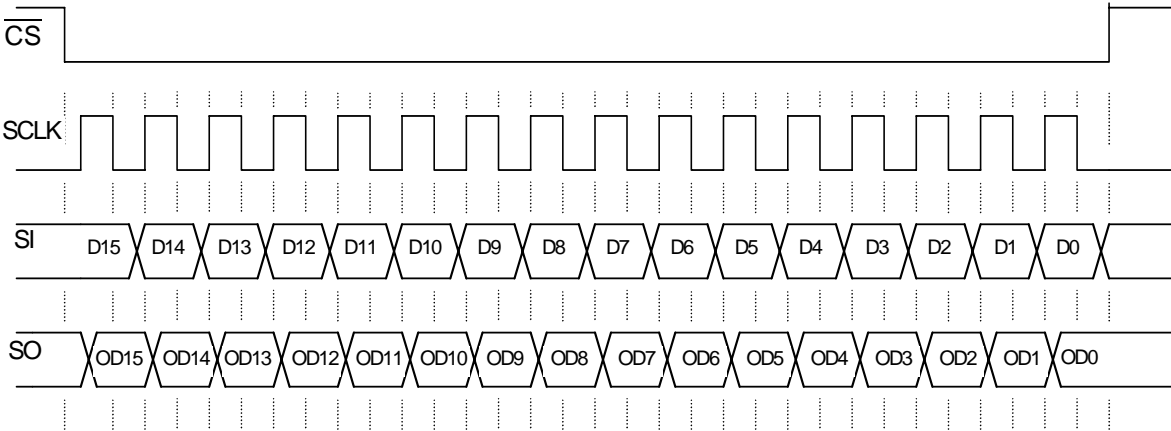 CS
SCLK
SI D15 D14 D13 D12 D11 D10 D9 D8 D7 D6 D5 D4 D3 D2 D1 D0
SO OD15 OD14 OD13 OD12 OD11 OD10 OD9 OD8 OD7 OD6 OD5 OD4 OD3 OD2 OD1 OD0